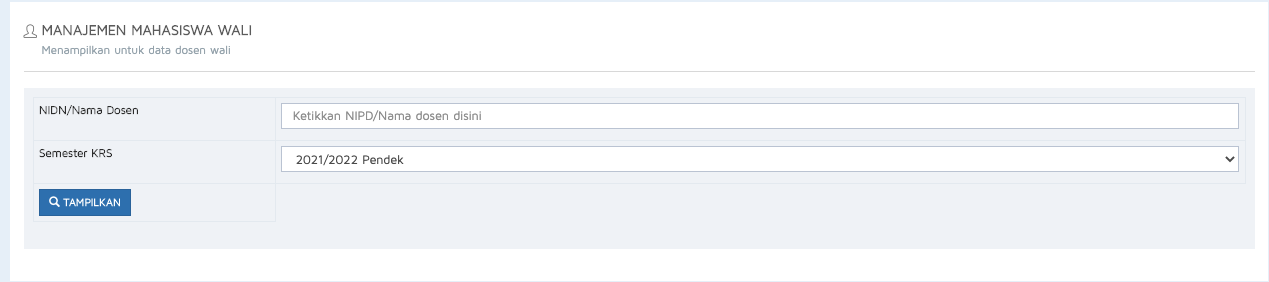 MANAJEMEN MAHASISWA WALI
Menampilkan untuk data dosen wali
NIDN/Nama Dosen
Ketikkan NIPD/Nama dosen disini
Semester KRS
2021/2022 Pendek
TAMPILKAN